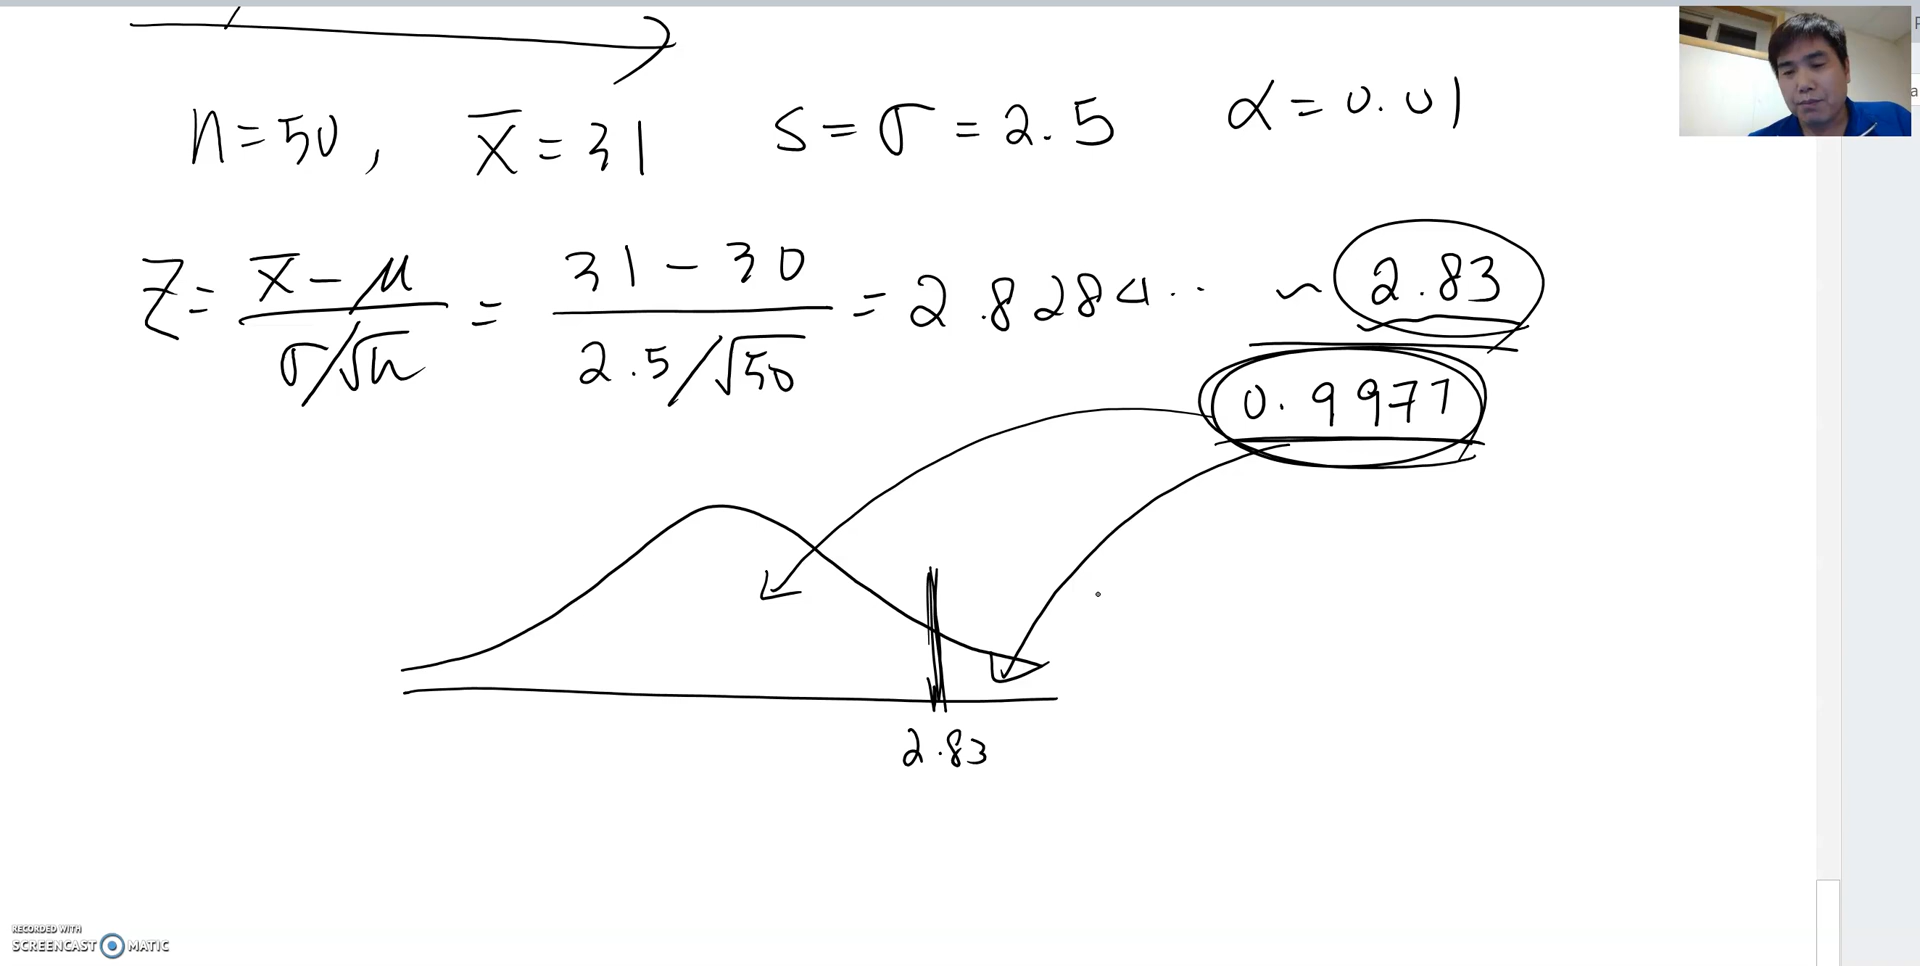 n=50, x̅=31 s=σ=2.5 α=0.01
Z= x̅-μ / σ/√n = 31-30 / 2.5/√50 = 2.8284.. ~ 2.83
0.9977
2.83
RECORDED WITH
SCREENCAST MATIC